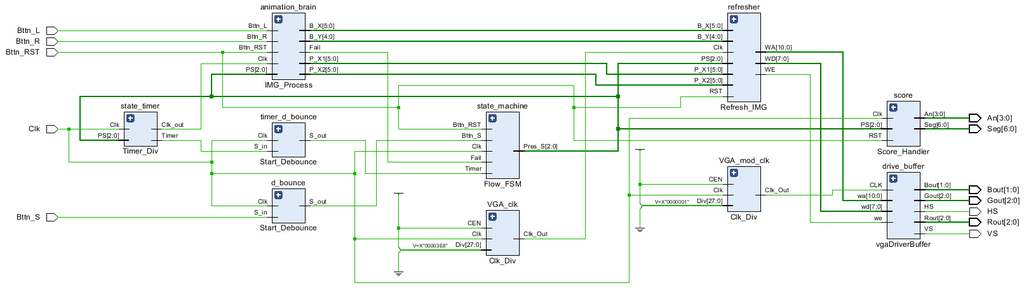 animation_brain
Bttn_L
Bttn_R
Bttn_RST
Bttn_L
Bttn_R
Bttn_RST
Clk
PS[2:0]
B_X[5:0]
B_Y[4:0]
Fail
P_X1[5:0]
P_X2[5:0]
IMG_Process
refresher
B_X[5:0]
B_Y[4:0]
Clk
PS[2:0]
P_X1[5:0]
P_X2[5:0]
RST
WA[10:0]
WD[7:0]
WE
Refresh_IMG
state_timer
Clk
Clk
PS[2:0]
Clk_out
Timer
Timer_Div
timer_d_bounce
Clk
S_in
S_out
Start_Debounce
state_machine
Bttn_RST
Bttn_S
Clk
Fail
Timer
Pres_S[2:0]
Flow_FSM
score
Clk
PS[2:0]
RST
An[3:0]
Seg[6:0]
An[3:0]
Seg[6:0]
Score_Handler
d_bounce
Bttn_S
Clk
S_in
S_out
Start_Debounce
VGA_clk
CEN
Clk
Div[27:0]
V=X"00003E8"
Clk_Out
Clk_Div
VGA_mod_clk
CEN
Clk
Div[27:0]
V=X"0000001"
Clk_Out
Clk_Div
drive_buffer
CLK
wa[10:0]
wd[7:0]
we
Bout[1:0]
Gout[2:0]
HS
Rout[2:0]
VS
Bout[1:0]
Gout[2:0]
HS
Rout[2:0]
VS
vgaDriverBuffer